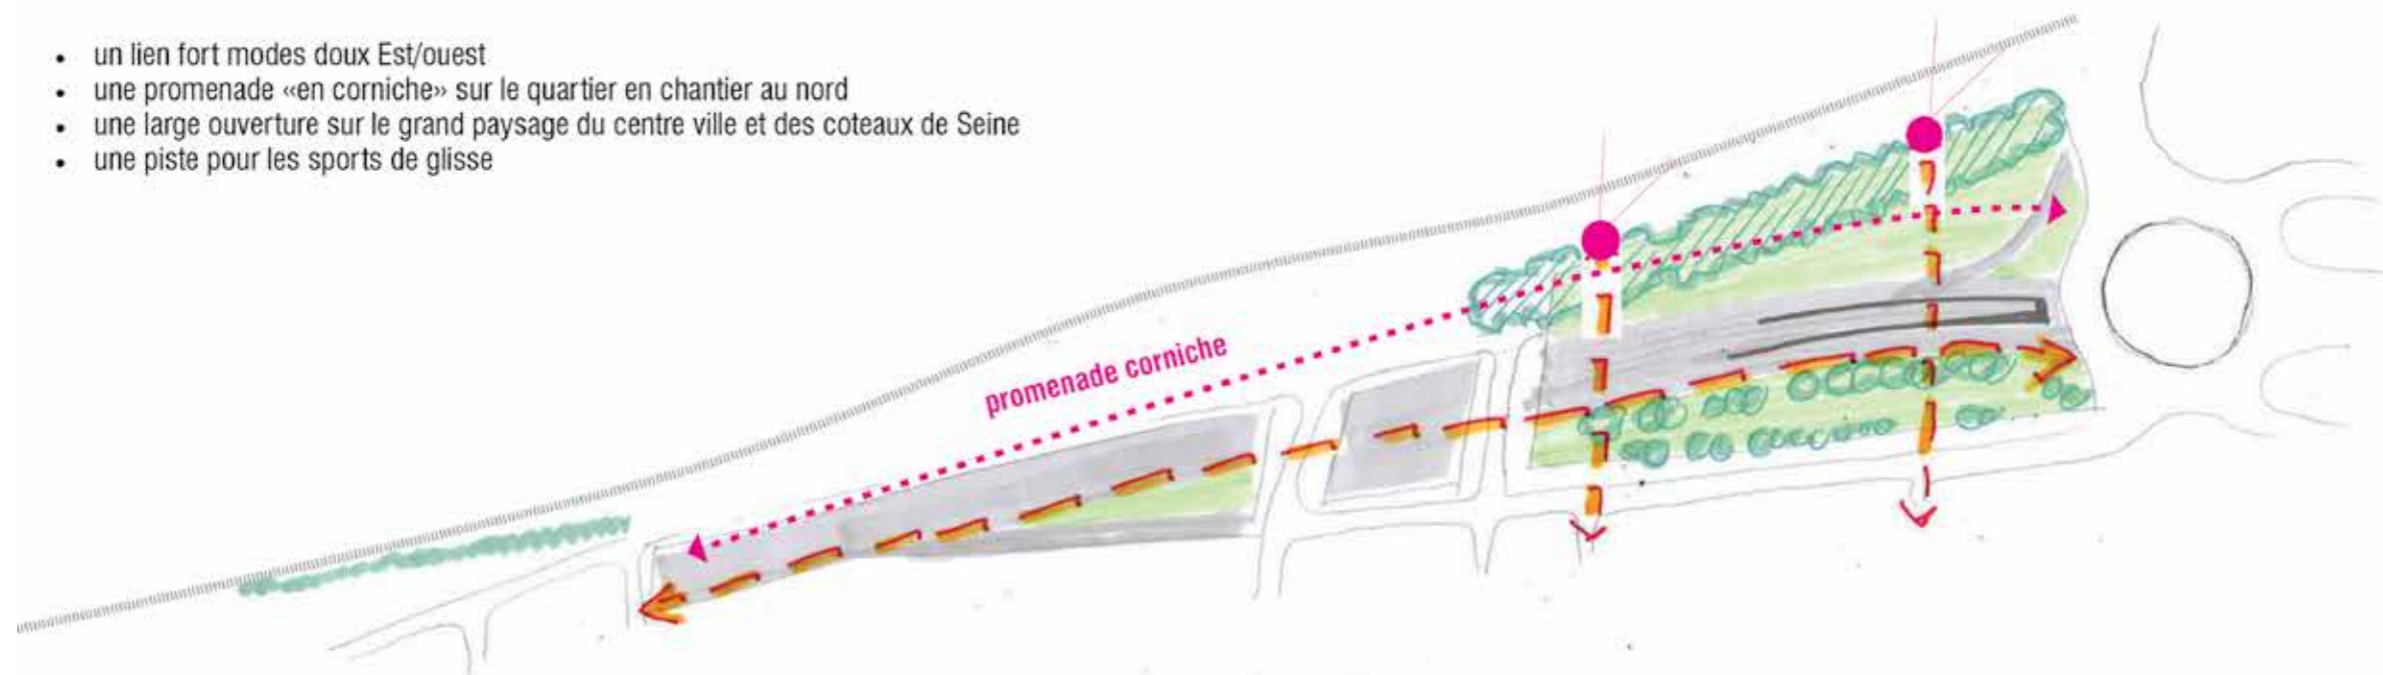 • un lien fort modes doux Est/ouest
• une promenade «en corniche» sur le quartier en chantier au nord
• une large ouverture sur le grand paysage du centre ville et des coteaux de Seine
• une piste pour les sports de glisse
promenade corniche